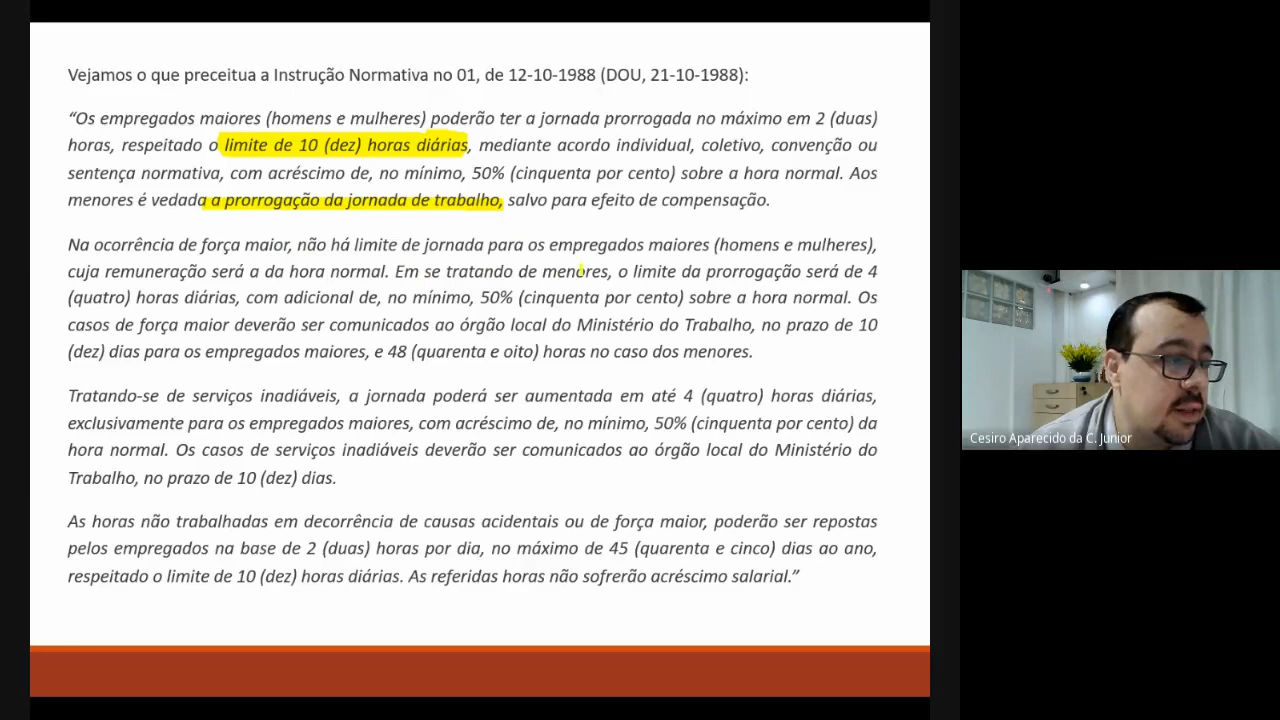 Vejamos o que preceitua a Instrução Normativa no 01, de 12-10-1988 (DOU, 21-10-1988):
“Os empregados maiores (homens e mulheres) poderão ter a jornada prorrogada no máximo em 2 (duas)
horas, respeitado o limite de 10 (dez) horas diárias, mediante acordo individual, coletivo, convenção ou
sentença normativa, com acréscimo de, no mínimo, 50% (cinquenta por cento) sobre a hora normal. Aos
menores é vedada a prorrogação da jornada de trabalho, salvo para efeito de compensação.
Na ocorrência de força maior, não há limite de jornada para os empregados maiores (homens e mulheres),
cuja remuneração será a da hora normal. Em se tratando de menores, o limite da prorrogação será de 4
(quatro) horas diárias, com adicional de, no mínimo, 50% (cinquenta por cento) sobre a hora normal. Os
casos de força maior deverão ser comunicados ao órgão local do Ministério do Trabalho, no prazo de 10
(dez) dias para os empregados maiores, e 48 (quarenta e oito) horas no caso dos menores.
Tratando-se de serviços inadiáveis, a jornada poderá ser aumentada em até 4 (quatro) horas diárias,
exclusivamente para os empregados maiores, com acréscimo de, no mínimo, 50% (cinquenta por cento) da
hora normal. Os casos de serviços inadiáveis deverão ser comunicados ao órgão local do Ministério do
Trabalho, no prazo de 10 (dez) dias.
As horas não trabalhadas em decorrência de causas acidentais ou de força maior, poderão ser repostas
pelos empregados na base de 2 (duas) horas por dia, no máximo de 45 (quarenta e cinco) dias ao ano,
respeitado o limite de 10 (dez) horas diárias. As referidas horas não sofrerão acréscimo salarial.”
Cesiro Aparecido da C. Junior